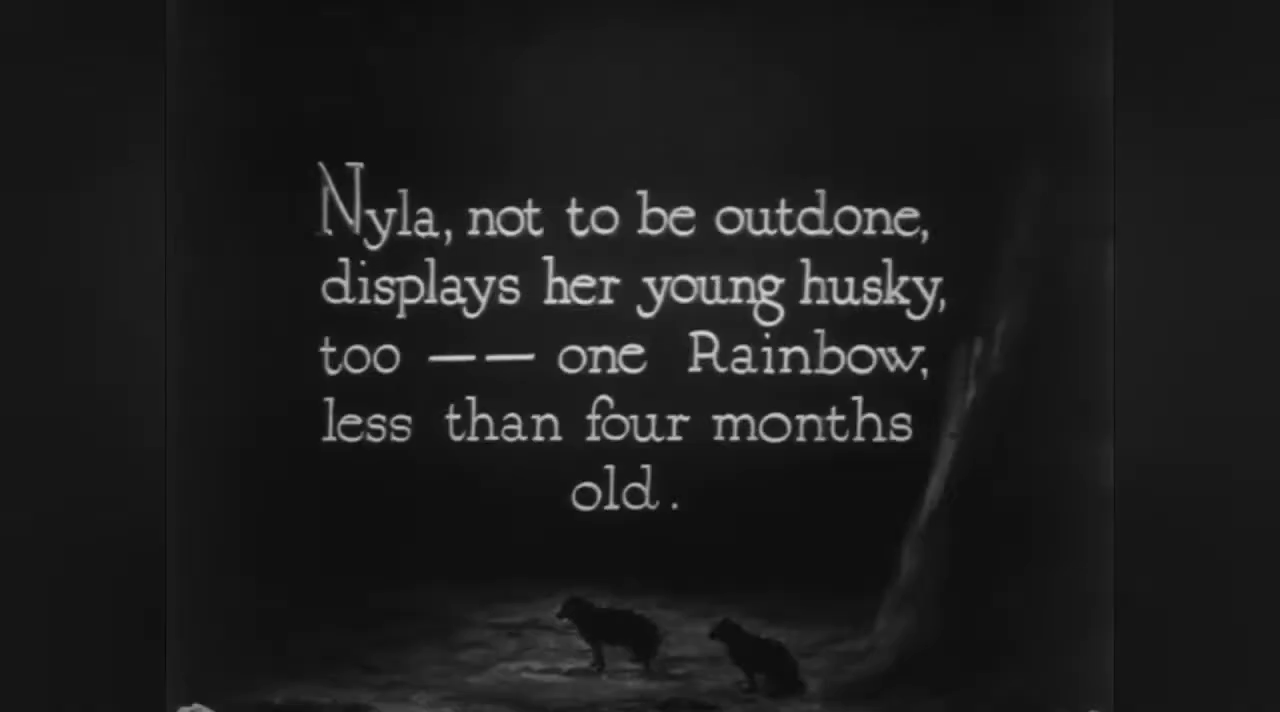 Nyla, not to be outdone,
displays her young husky,
too —— one Rainbow,
less than four months
old.